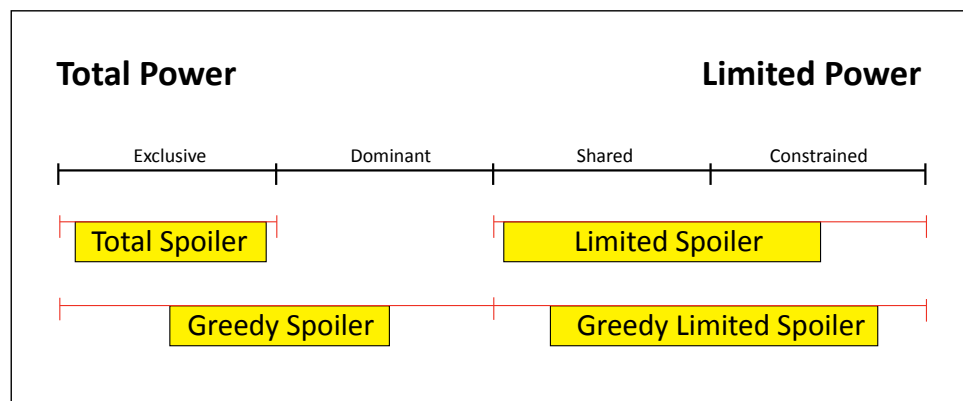 Total Power Limited Power
Exclusive Dominant Shared Constrained
Total Spoiler Limited Spoiler
Greedy Spoiler Greedy Limited Spoiler